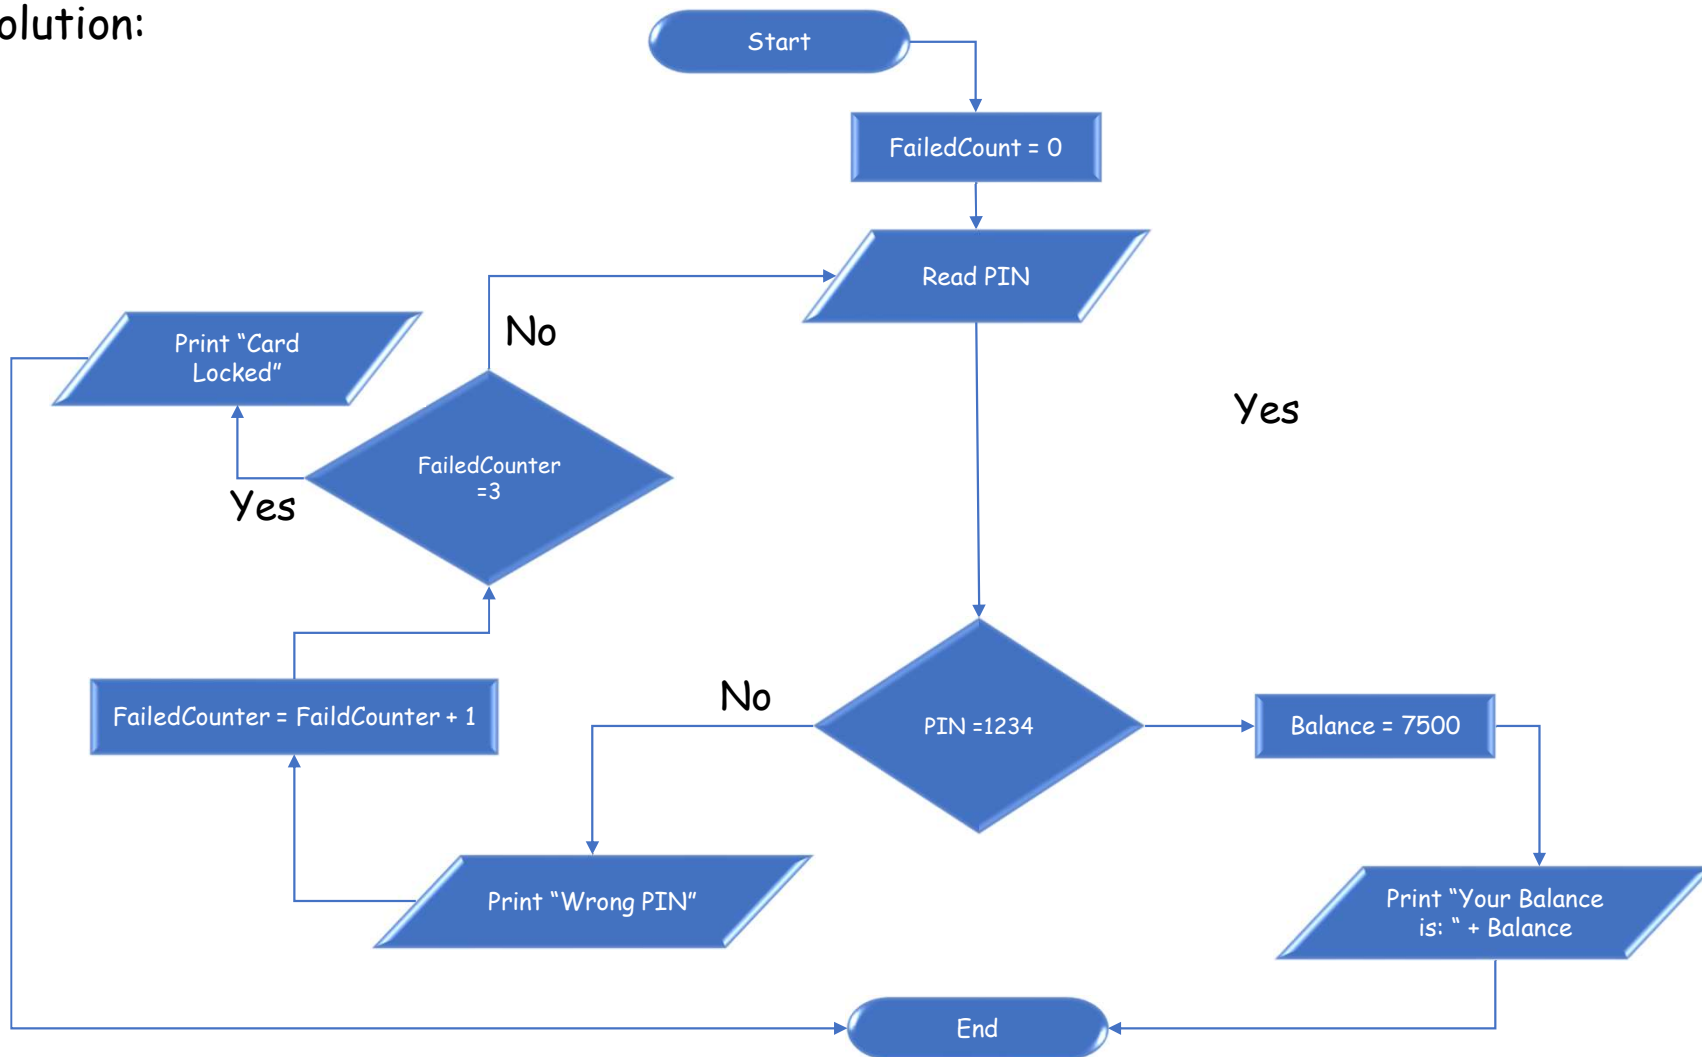 olution:
Start
FailedCount = 0
Read PIN
No
Print “Card
Locked”
Yes
FailedCounter
=3
Yes
FailedCounter = FaildCounter + 1
No
PIN =1234
Balance = 7500
Print “Wrong PIN”
Print “Your Balance
is: “ + Balance
End